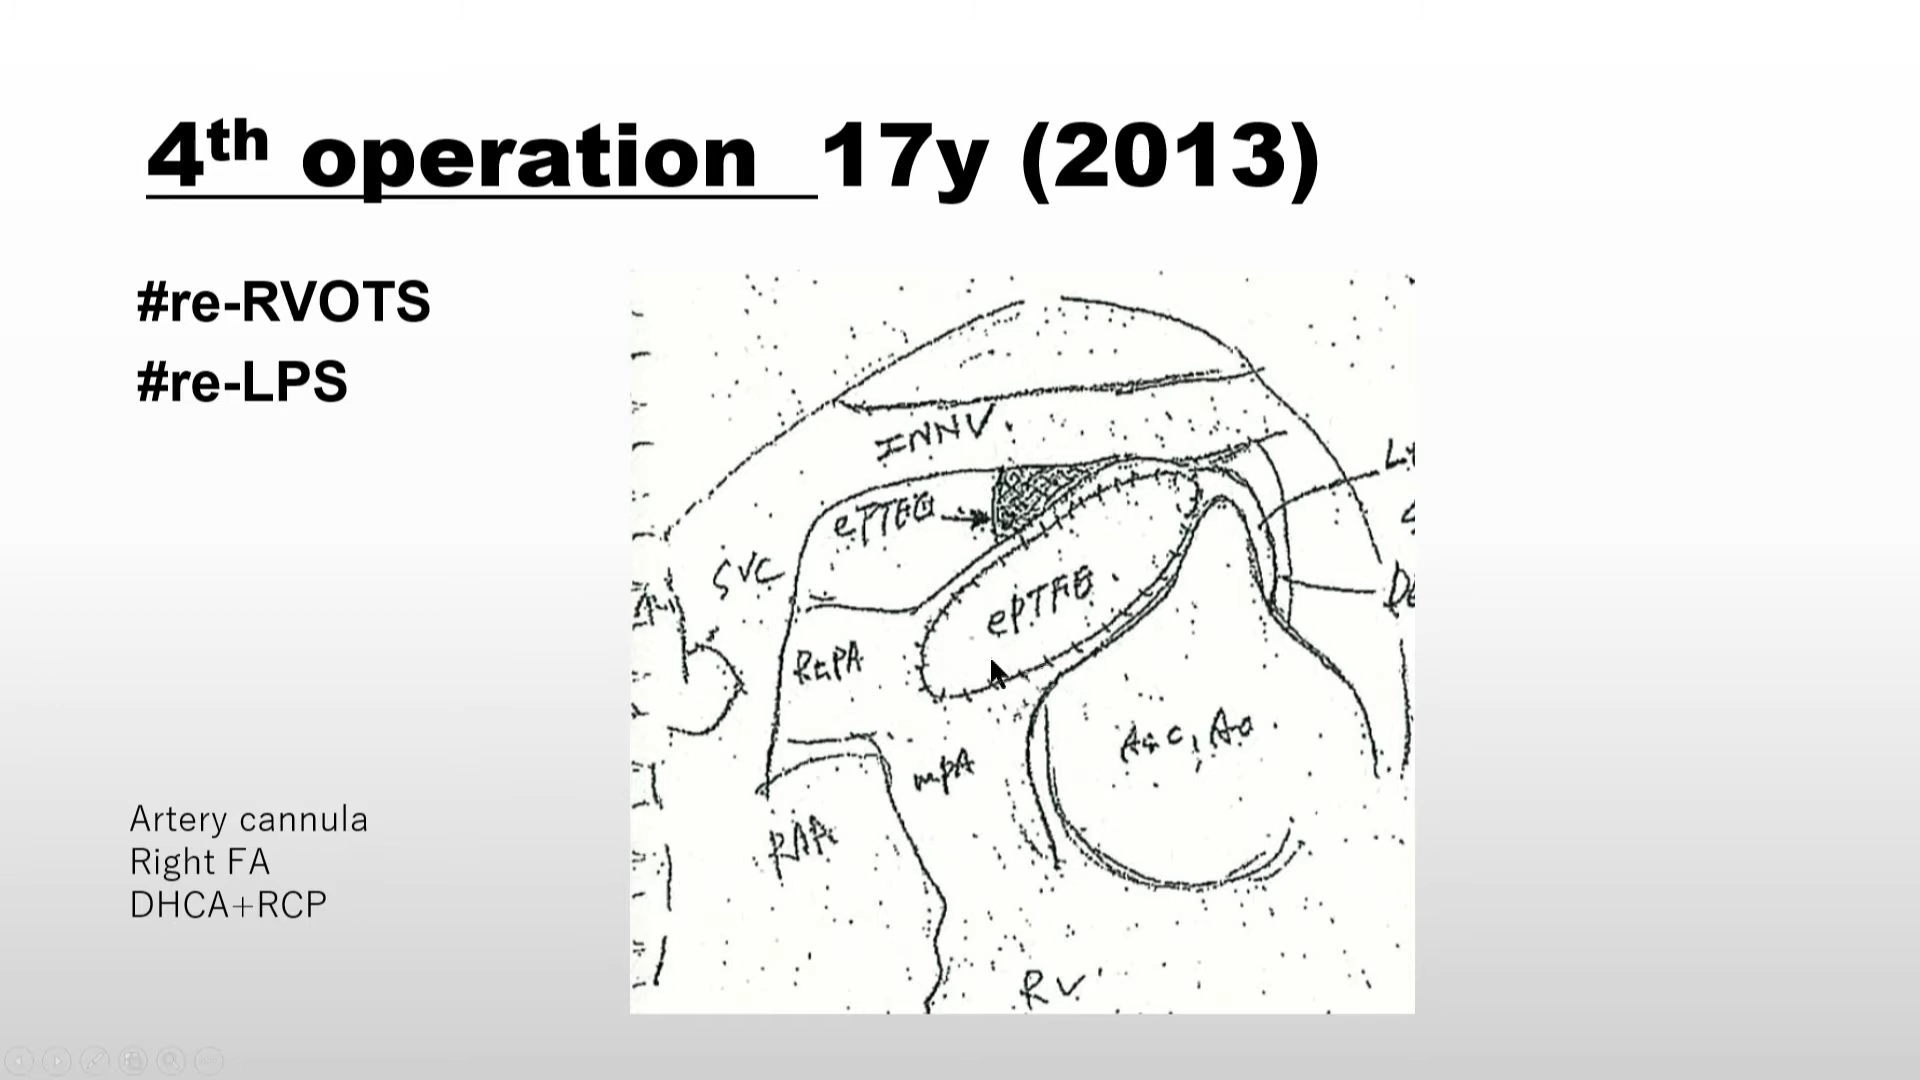 4th operation 17y (2013)
#re-RVOTS
#re-LPS
INNV.
ePTFE
SVC
ePTFE.
RtPA
Asc, Ao.
mPA
RAA
Artery cannula
Right FA
DHCA+RCP
RV